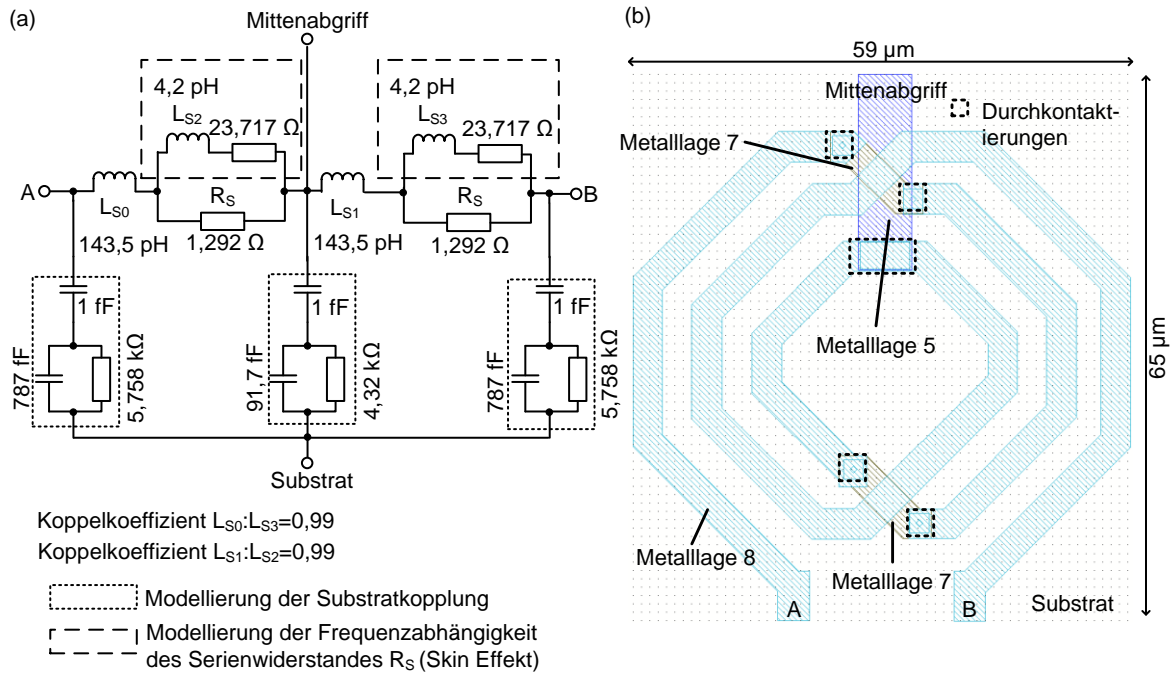 (a)
Mittenabgriff
4,2 pH
L_S2
23,717 Ω
4,2 pH
L_S3
23,717 Ω
A
B
L_S0
R_S
L_S1
R_S
143,5 pH
1,292 Ω
143,5 pH
1,292 Ω
1 fF
1 fF
1 fF
787 fF
5,758 kΩ
91,7 fF
4,32 kΩ
787 fF
5,758 kΩ
Substrat
Koppelkoeffizient L_S0:L_S3=0,99
Koppelkoeffizient L_S1:L_S2=0,99
Modellierung der Substratkopplung
Modellierung der Frequenzabhängigkeit
des Serienwiderstandes R_S (Skin Effekt)
(b)
59 µm
Mittenabgriff
Durchkontakt-
ierungen
Metalllage 7
Metalllage 5
65 µm
Metalllage 8
Metalllage 7
A
B
Substrat